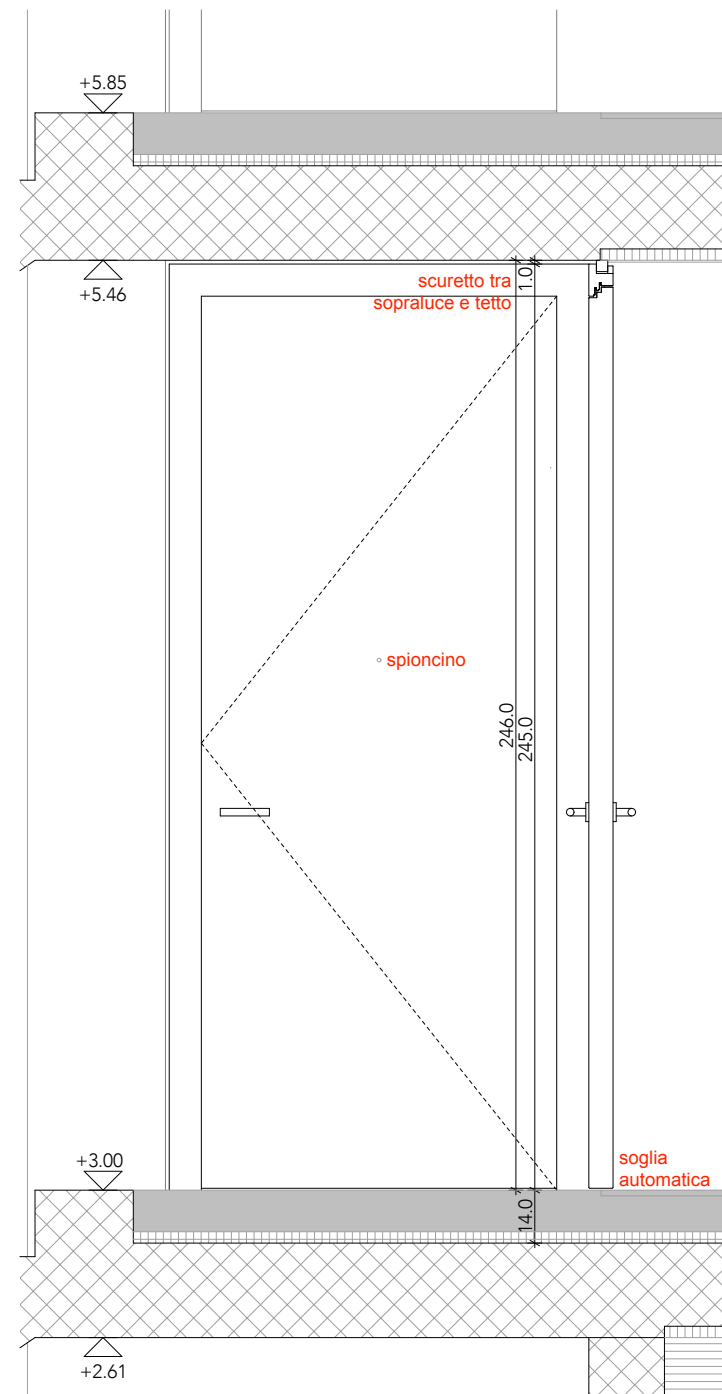 +5.85
+5.46
scuretto tra
sopraluce e tetto
1.0
spioncino
246.0
245.0
+3.00
soglia
automatica
14.0
+2.61